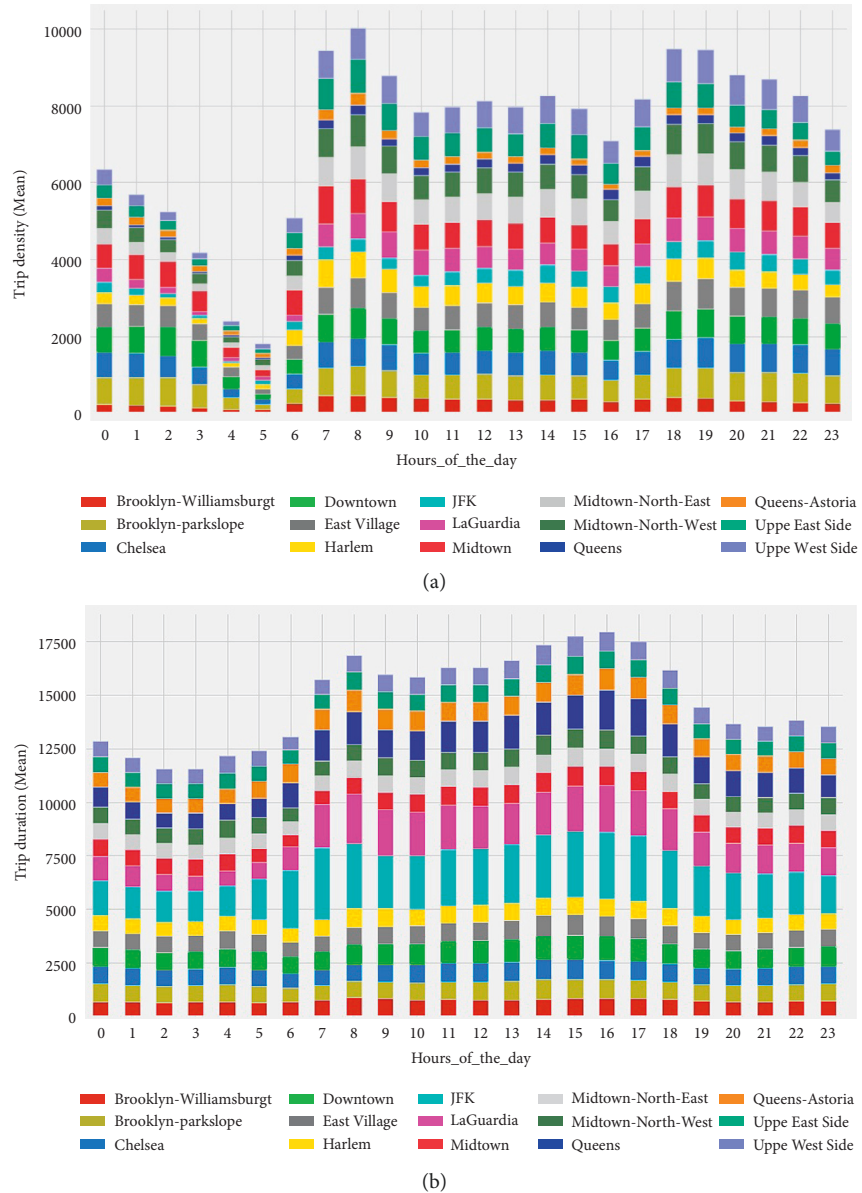 10000
8000
6000
4000
2000
0
Trip density (Mean)
0 1 2 3 4 5 6 7 8 9 10 11 12 13 14 15 16 17 18 19 20 21 22 23
Hours_of_the_day
Brooklyn-Williamsburgt Downtown JFK Midtown-North-East Queens-Astoria
Brooklyn-parkslope East Village LaGuardia Midtown-North-West Uppe East Side
Chelsea Harlem Midtown Queens Uppe West Side
(a)
17500
15000
12500
10000
7500
5000
2500
0
Trip duration (Mean)
0 1 2 3 4 5 6 7 8 9 10 11 12 13 14 15 16 17 18 19 20 21 22 23
Hours_of_the_day
Brooklyn-Williamsburgt Downtown JFK Midtown-North-East Queens-Astoria
Brooklyn-parkslope East Village LaGuardia Midtown-North-West Uppe East Side
Chelsea Harlem Midtown Queens Uppe West Side
(b)